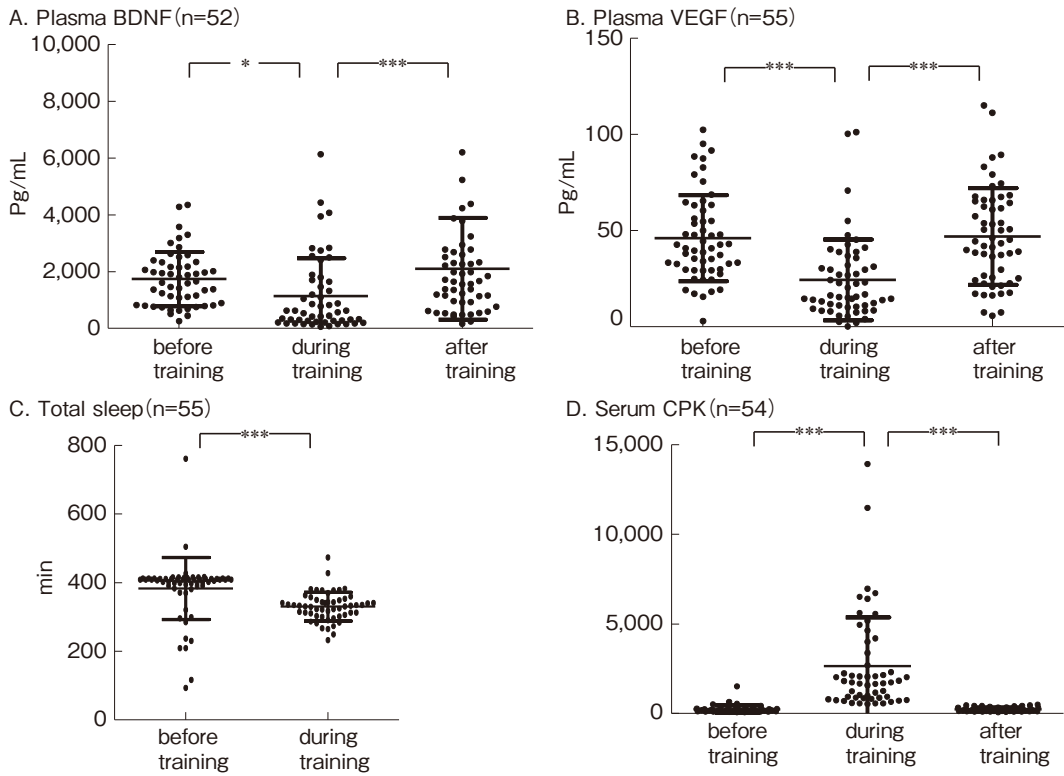 A. Plasma BDNF(n=52)
10,000
8,000
6,000
4,000
2,000
0
Pg/mL
*
***
before training
during training
after training
B. Plasma VEGF(n=55)
150
100
50
0
Pg/mL
***
***
before training
during training
after training
C. Total sleep(n=55)
800
600
400
200
0
min
***
before training
during training
D. Serum CPK(n=54)
15,000
10,000
5,000
0
***
***
before training
during training
after training